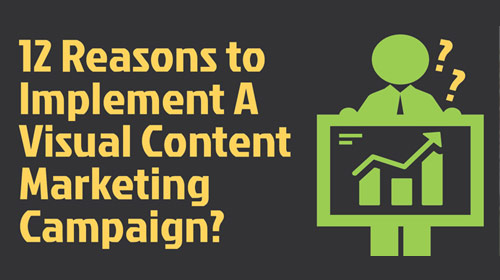 12 Reasons to
Implement A
Visual Content
Marketing
Campaign?
?
?